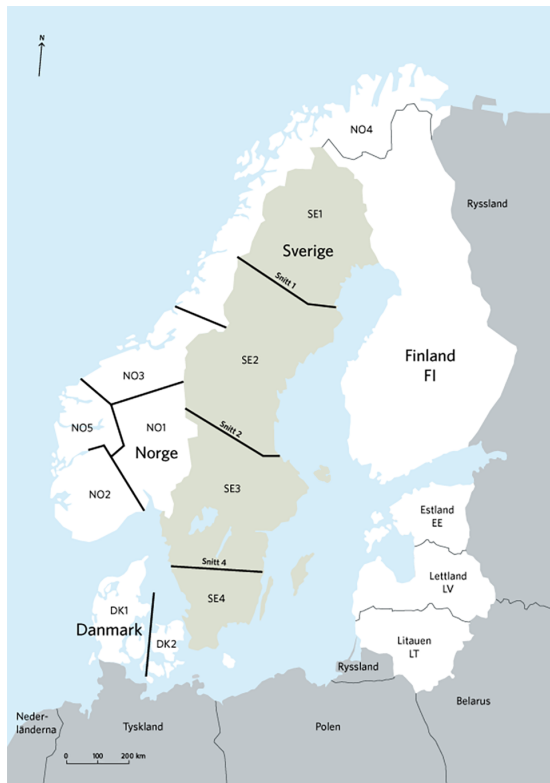 N
NO4
Ryssland
SE1
Sverige
Snitt 1
SE2
Finland
FI
NO3
NO5
NO1
Norge
Snitt 2
NO2
SE3
Estland
EE
Snitt 4
Lettland
LV
SE4
DK1
Danmark
DK2
Litauen
LT
Ryssland
Belarus
Neder-
länderna
Tyskland
Polen
0 100 200 km